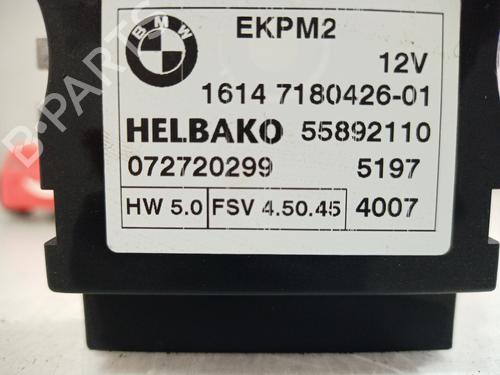 BMW
EKPM2
12V
1614 7180426-01
HELBAKO 55892110
072720299 5197
HW 5.0 FSV 4.50.45 4007
B-PARTS